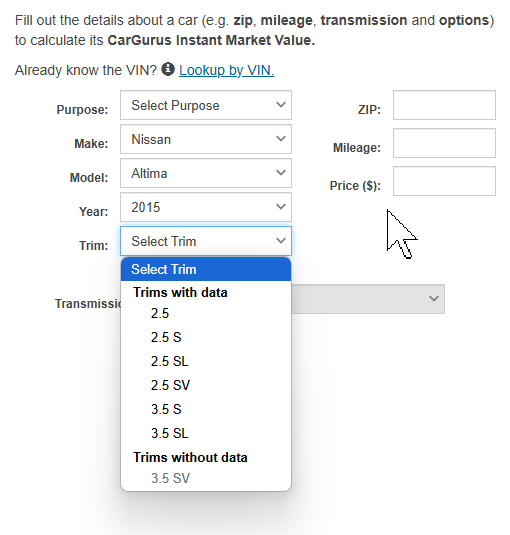 Fill out the details about a car (e.g. zip, mileage, transmission and options)
to calculate its CarGurus Instant Market Value.
Already know the VIN? Lookup by VIN.
Purpose: Select Purpose
ZIP:
Make: Nissan
Mileage:
Model: Altima
Price ($):
Year: 2015
Trim: Select Trim
Select Trim
Trims with data
Transmissi
2.5
2.5 S
2.5 SL
2.5 SV
3.5 S
3.5 SL
Trims without data
3.5 SV